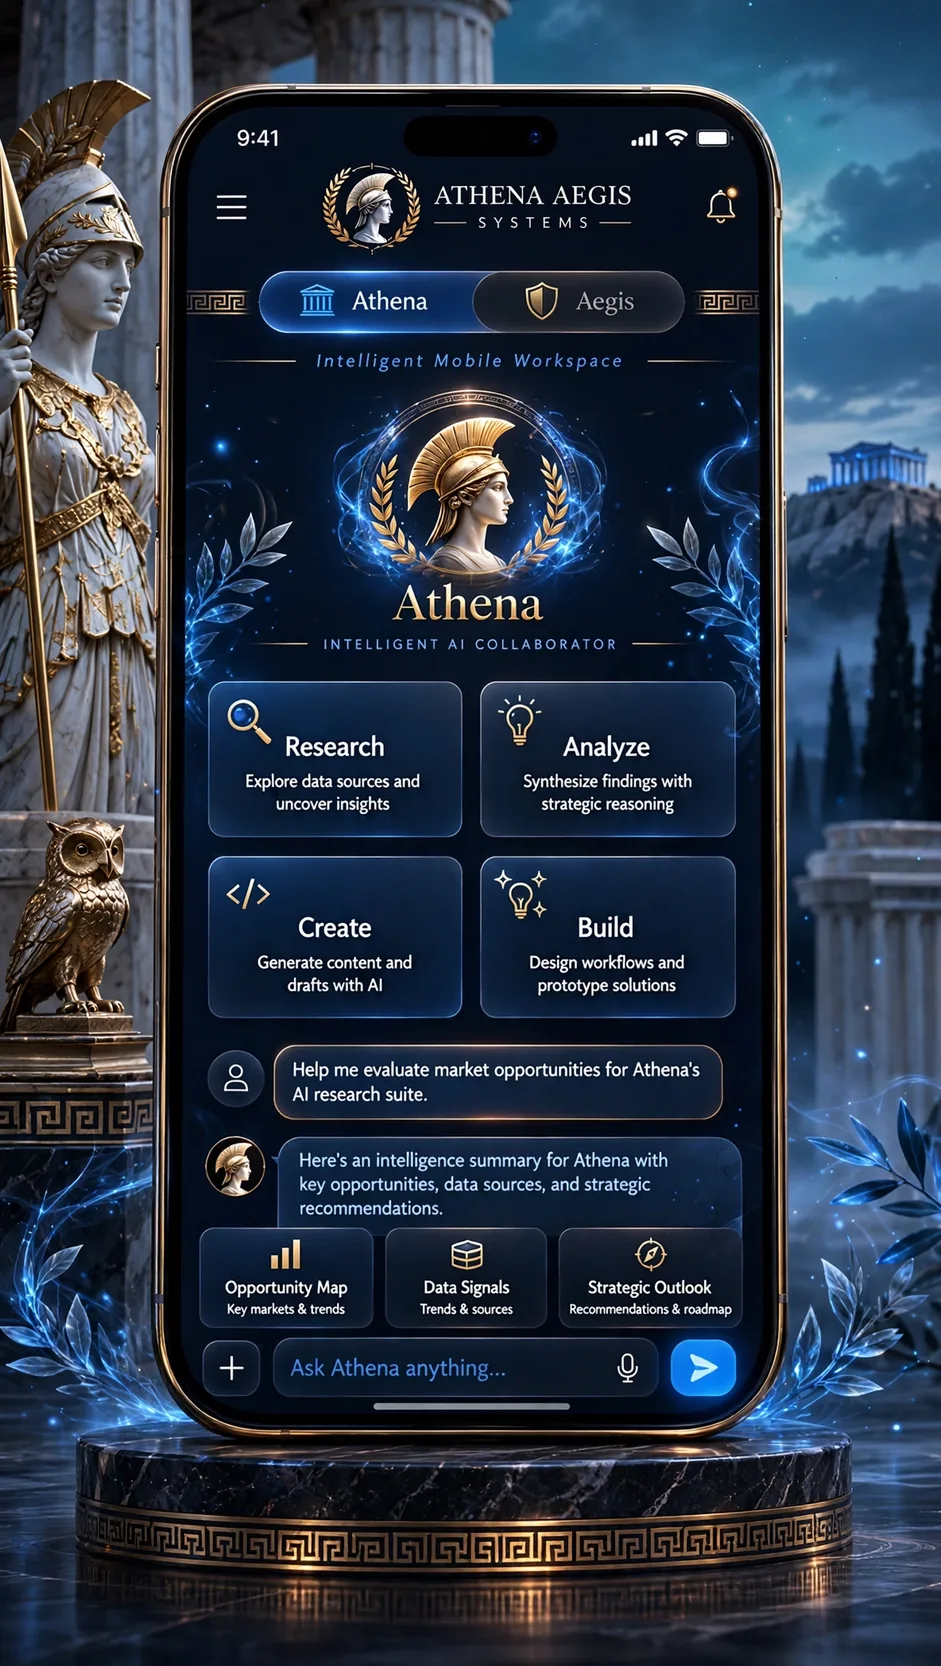 9:41
ATHENA AEGIS
SYSTEMS
Athena
Aegis
Intelligent Mobile Workspace
Athena
INTELLIGENT AI COLLABORATOR
Research
Explore data sources and
uncover insights
Analyze
Synthesize findings with
strategic reasoning
Create
Generate content and
drafts with AI
Build
Design workflows and
prototype solutions
Help me evaluate market opportunities for Athena's
AI research suite.
Here's an intelligence summary for Athena with
key opportunities, data sources, and strategic
recommendations.
Opportunity Map
Key markets & trends
Data Signals
Trends & sources
Strategic Outlook
Recommendations & roadmap
Ask Athena anything...